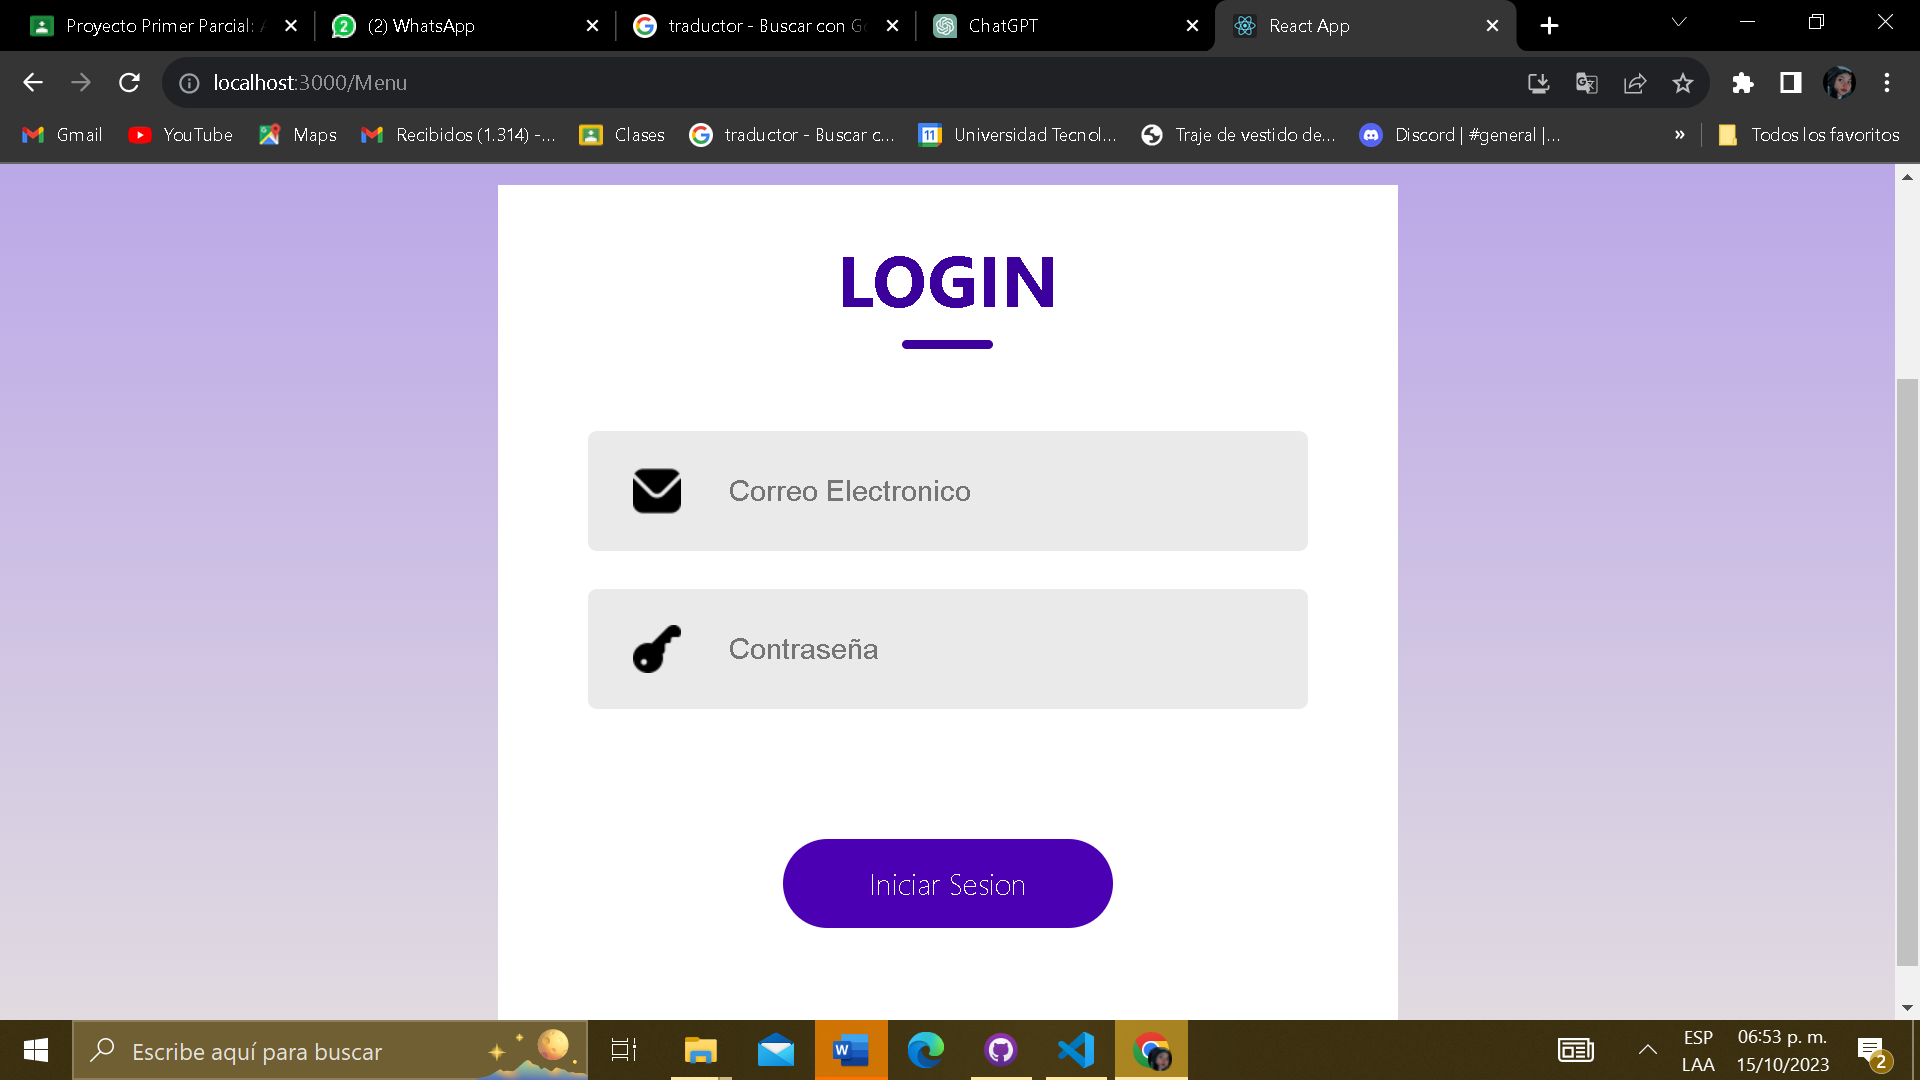 Proyecto Primer Parcial:
(2) WhatsApp
traductor - Buscar con Go
ChatGPT
React App
localhost:3000/Menu
Gmail
YouTube
Maps
Recibidos (1.314) -...
Clases
traductor - Buscar c...
11
Universidad Tecnol...
Traje de vestido de...
Discord | #general |...
»
Todos los favoritos
LOGIN
Correo Electronico
Contraseña
Iniciar Sesion
Escribe aquí para buscar
ESP
LAA
06:53 p. m.
15/10/2023
2